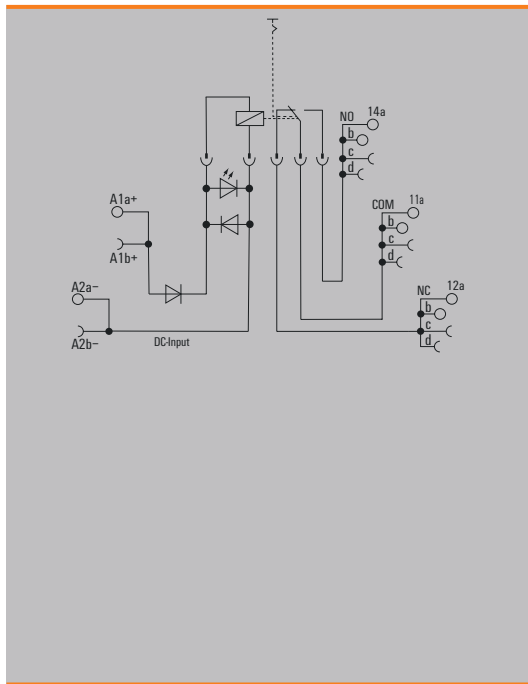 NO 14a
b
c
d
A1a+
COM 11a
b
c
d
A1b+
A2a–
NC 12a
b
c
d
A2b–
DC-Input